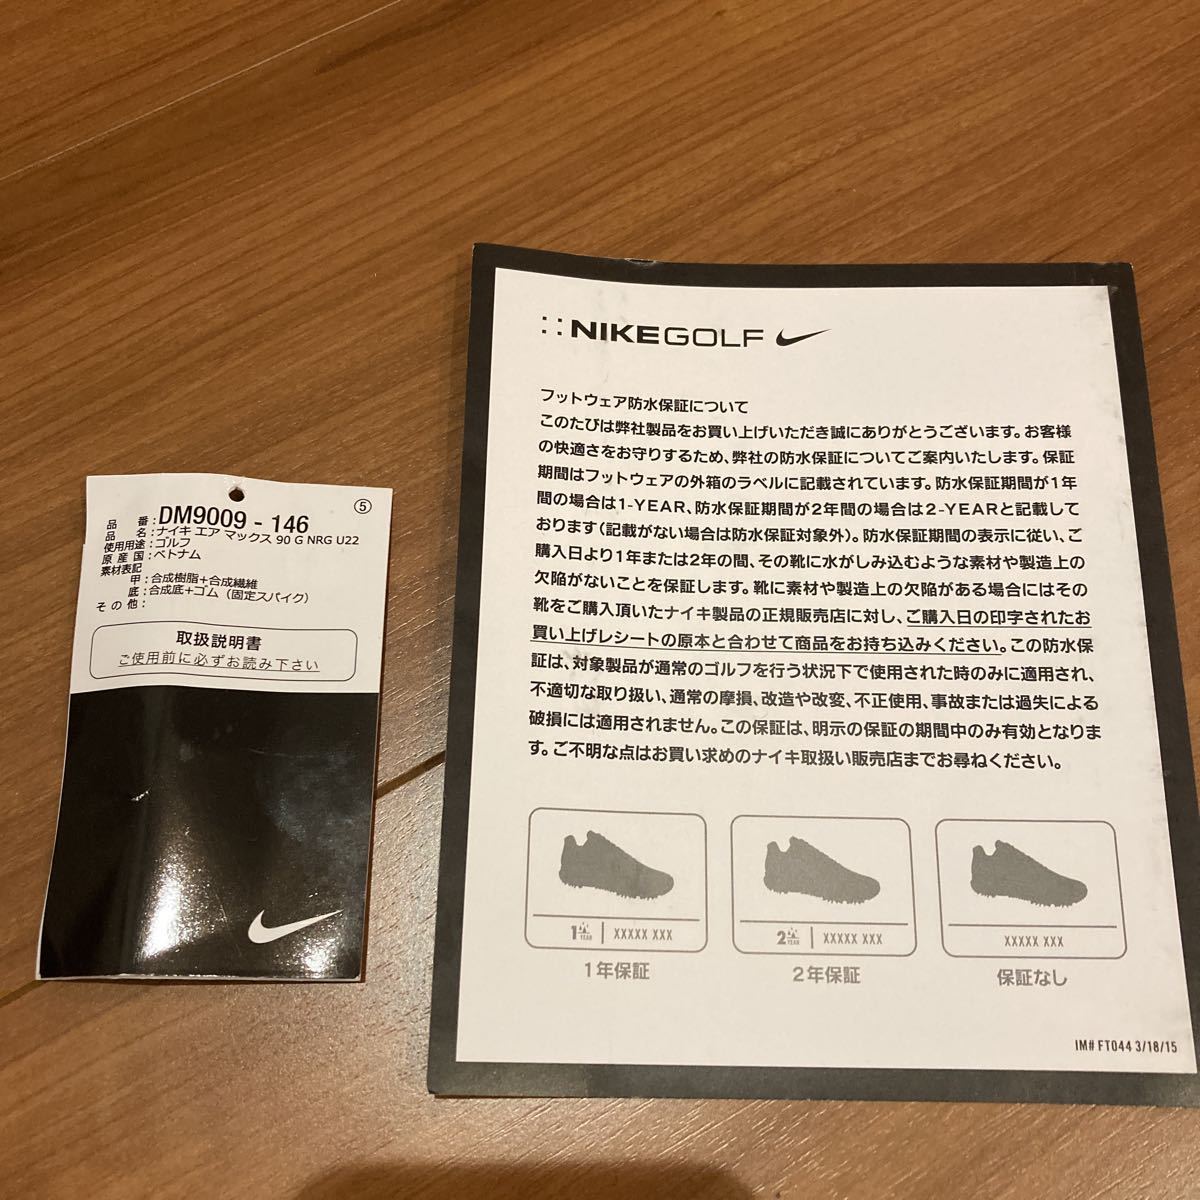 ⑤
品番:DM9009-146
品名:ナイキ エア マックス 90 G NRG U22
使用用途:ゴルフ
原産国:ベトナム
素材表記
甲:合成樹脂+合成繊維
底:合成底+ゴム(固定スパイク)
その他:
取扱説明書
ご使用前に必ずお読み下さい
NIKEGOLF
フットウェア防水保証について
このたびは弊社製品をお買い上げいただき誠にありがとうございます。お客様
の快適さをお守りするため、弊社の防水保証についてご案内いたします。保証
期間はフットウェアの外箱のラベルに記載されています。防水保証期間が1年
間の場合は1-YEAR、防水保証期間が2年間の場合は2-YEARと記載して
おります(記載がない場合は防水保証対象外)。防水保証期間の表示に従い、ご
購入日より1年または2年の間、その靴に水がしみ込むような素材や製造上の
欠陥がないことを保証します。靴に素材や製造上の欠陥がある場合にはその
靴をご購入頂いたナイキ製品の正規販売店に対し、ご購入日の印字されたお
買い上げレシートの原本と合わせて商品をお持ち込みください。この防水保
証は、対象製品が通常のゴルフを行う状況下で使用された時のみに適用され、
不適切な取り扱い、通常の摩損、改造や改変、不正使用、事故または過失による
破損には適用されません。この保証は、明示の保証の期間中のみ有効となりま
す。ご不明な点はお買い求めのナイキ取扱い販売店までお尋ねください。
1 YEAR XXXXX XXX
1年保証
2 YEAR XXXXX XXX
2年保証
XXXXX XXX
保証なし
IM# FT044 3/18/15